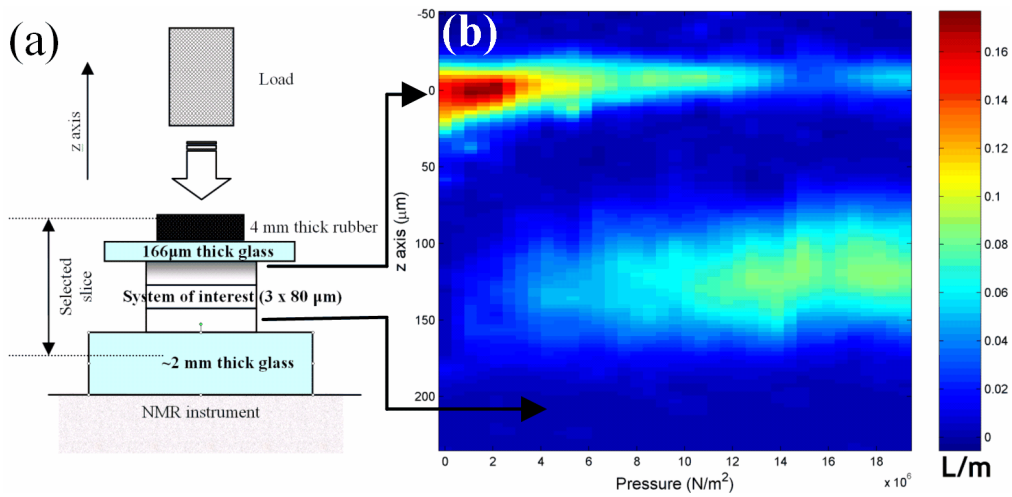 (a)
z axis
Load
4 mm thick rubber
166µm thick glass
Selected slice
System of interest (3 x 80 µm)
~2 mm thick glass
NMR instrument
(b)
-50
0
50
100
150
200
z axis (µm)
0
2
4
6
8
10
12
14
16
18
x 10⁶
Pressure (N/m²)
0.16
0.14
0.12
0.1
0.08
0.06
0.04
0.02
0
L/m